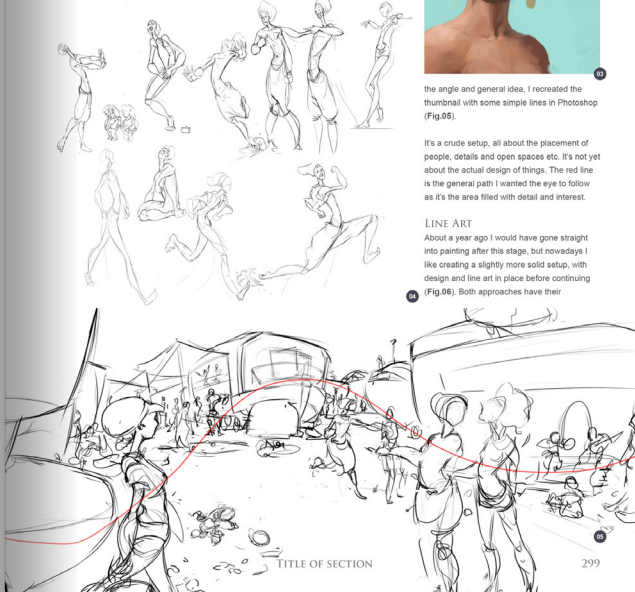 03
the angle and general idea, I recreated the
thumbnail with some simple lines in Photoshop
(Fig.05).
It's a crude setup, all about the placement of
people, details and open spaces etc. It's not yet
about the actual design of things. The red line
is the general path I wanted the eye to follow
as it's the area filled with detail and interest.
LINE ART
About a year ago I would have gone straight
into painting after this stage, but nowadays I
like creating a slightly more solid setup, with
design and line art in place before continuing
(Fig.06). Both approaches have their
04
05
TITLE OF SECTION
299